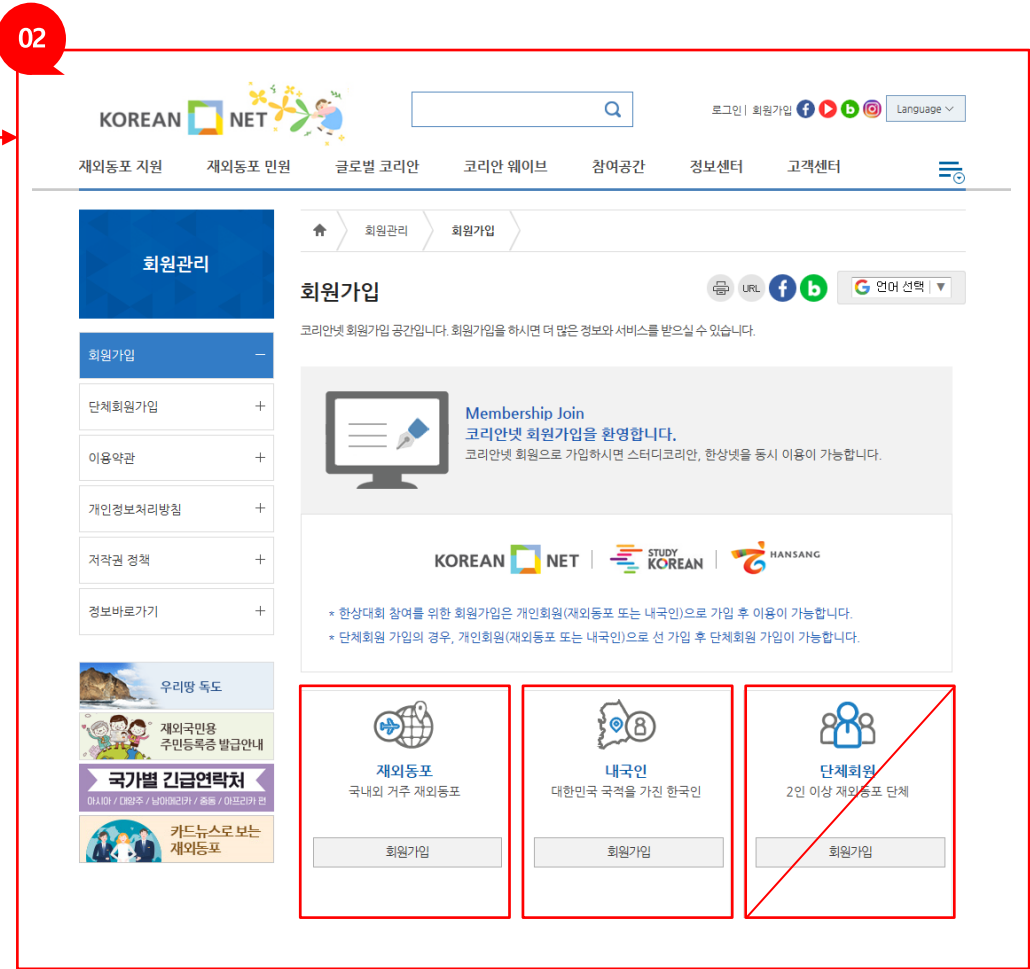 02
KOREAN NET
로그인 | 회원가입 Language
재외동포 지원 재외동포 민원 글로벌 코리안 코리안 웨이브 참여공간 정보센터 고객센터
회원관리
회원가입
단체회원가입
이용약관
개인정보처리방침
저작권 정책
정보바로가기
우리땅 독도
재외국민용
주민등록증 발급안내
국가별 긴급연락처
아시아 / 대양주 / 남아메리카 / 중동 / 아프리카 편
카드뉴스로 보는
재외동포
회원관리 회원가입
회원가입
URL f b G 언어 선택 ▼
코리안넷 회원가입 공간입니다. 회원가입을 하시면 더 많은 정보와 서비스를 받으실 수 있습니다.
Membership Join
코리안넷 회원가입을 환영합니다.
코리안넷 회원으로 가입하시면 스터디코리안, 한상넷을 동시 이용이 가능합니다.
KOREAN NET | STUDY KOREAN | HANSANG
* 한상대회 참여를 위한 회원가입은 개인회원(재외동포 또는 내국인)으로 가입 후 이용이 가능합니다.
* 단체회원 가입의 경우, 개인회원(재외동포 또는 내국인)으로 선 가입 후 단체회원 가입이 가능합니다.
재외동포
국내외 거주 재외동포
회원가입
내국인
대한민국 국적을 가진 한국인
회원가입
단체회원
2인 이상 재외동포 단체
회원가입